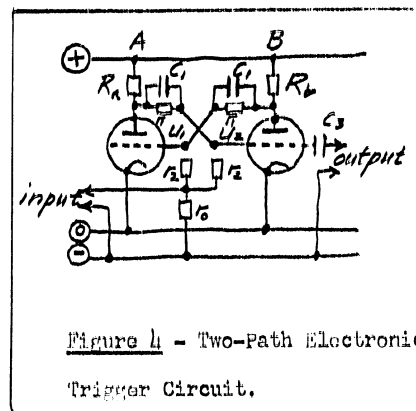 A B
+
C₁ C₁
Rₐ r₁ r₁ R_b
u₁ u₂ C₃
output
r₂ r₂
input
r₀
0
−
Figure 4 - Two-Path Electronic
Trigger Circuit.